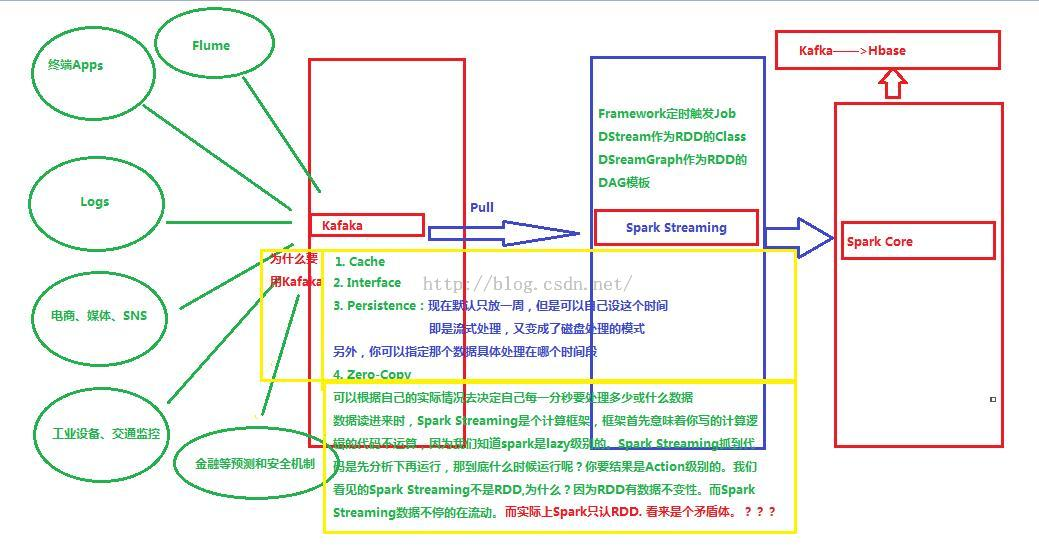 终端Apps
Flume
Logs
电商、媒体、SNS
工业设备、交通监控
金融等预测和安全机制
Kafaka
Pull
Framework定时触发Job
DStream作为RDD的Class
DSreamGraph作为RDD的
DAG模板
Spark Streaming
Kafka——>Hbase
Spark Core
为什么要
用Kafaka
1. Cache
2. Interface
3. Persistence：现在默认只放一周，但是可以自己设这个时间
即是流式处理，又变成了磁盘处理的模式
另外，你可以指定那个数据具体处理在哪个时间段
4. Zero-Copy
http://blog.csdn.net/
可以根据自己的实际情况去决定自己每一分秒要处理多少或什么数据
数据读进来时，Spark Streaming是个计算框架，框架首先意味着你写的计算逻
辑的代码不运算，因为我们知道spark是lazy级别的、Spark Streaming抓到代
码是先分析下再运行，那到底什么时候运行呢？你要结果是Action级别的。我们
看见的Spark Streaming不是RDD,为什么？因为RDD有数据不变性。而Spark
Streaming数据不停的在流动。而实际上Spark只认RDD. 看来是个矛盾体。？？？